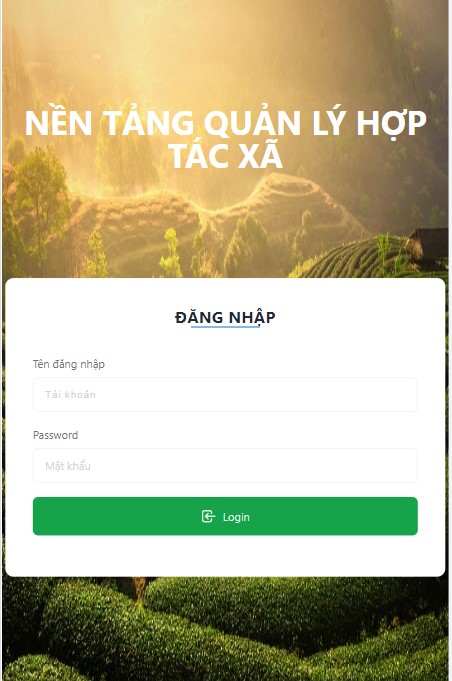 NỀN TẢNG QUẢN LÝ HỢP
TÁC XÃ
ĐĂNG NHẬP
Tên đăng nhập
Tài khoản
Password
Mật khẩu
Login